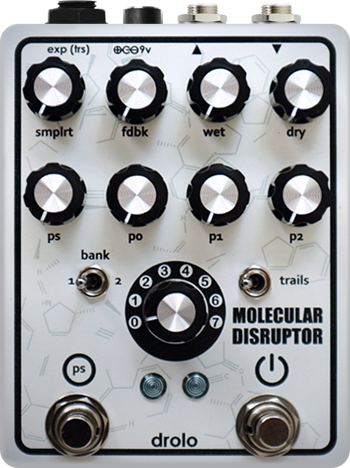 exp (trs) 9v
smplrt fdbk wet dry
ps p0 p1 p2
bank
1 2 trails
0 1 2 3 4 5 6 7
MOLECULAR
DISRUPTOR
ps
drolo